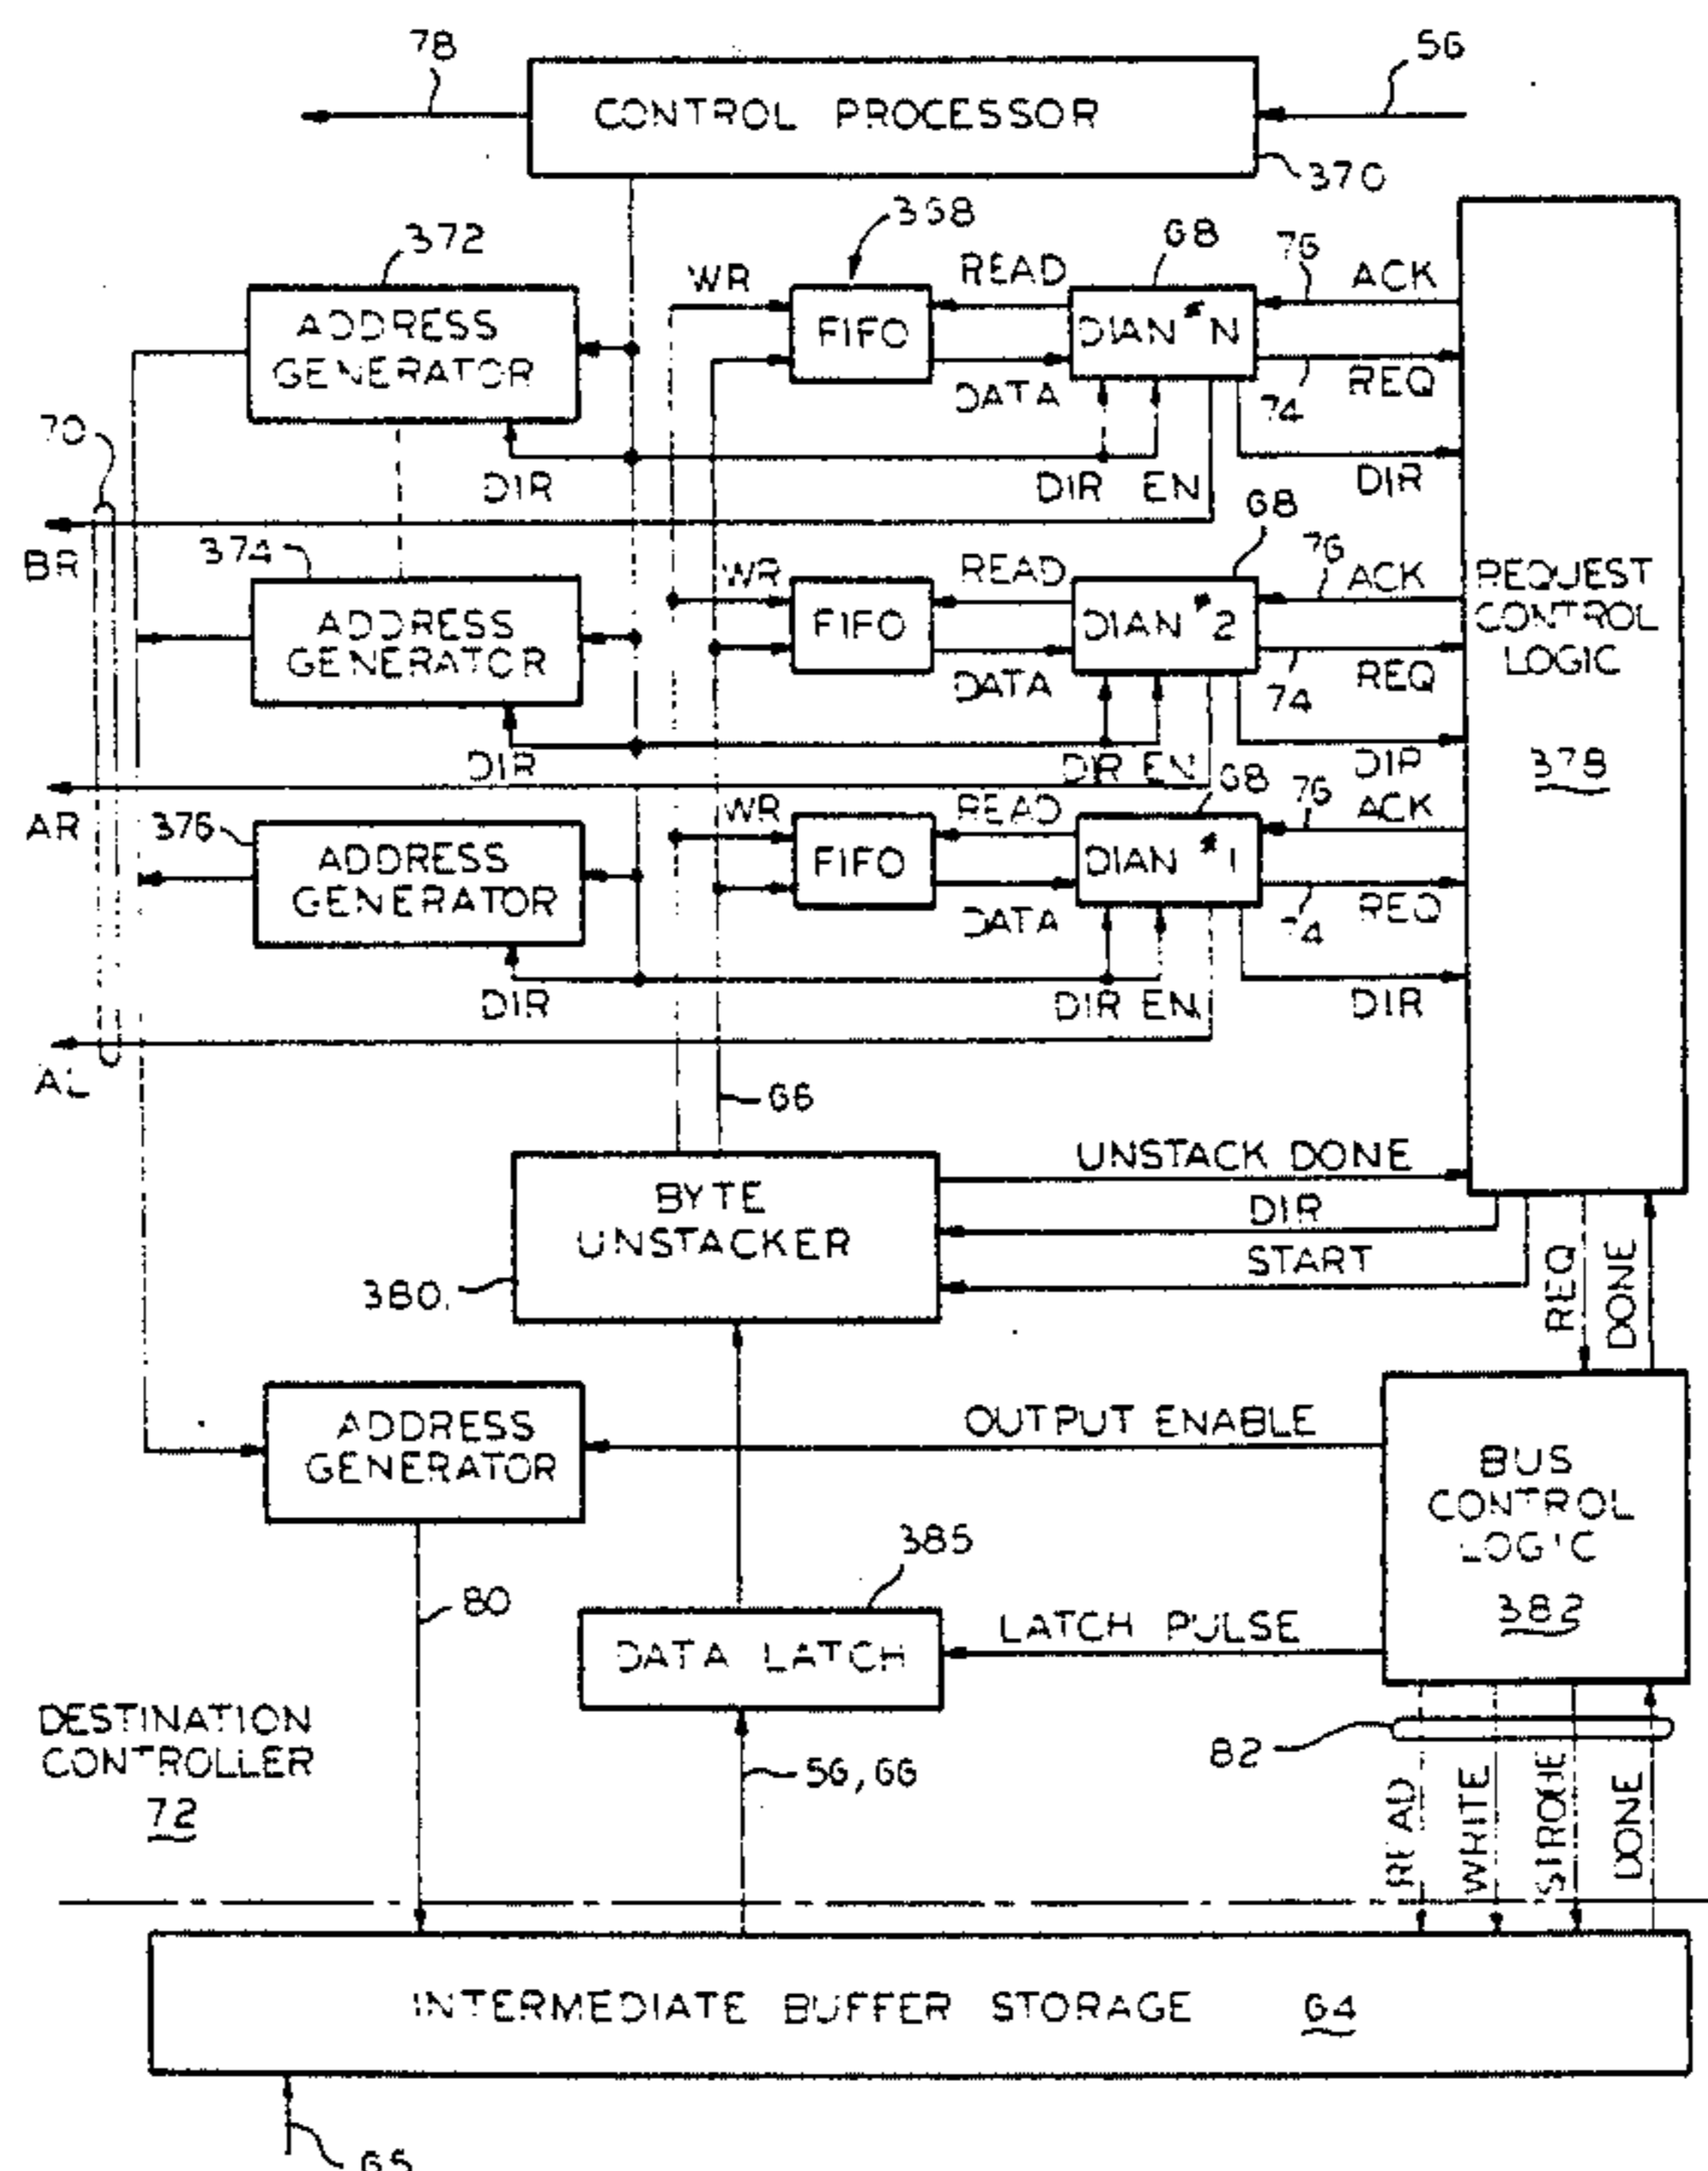 78
56
CONTROL PROCESSOR
370
368
372
68
76
WR
READ
ACK
ADDRESS
GENERATOR
FIFO
DIAN #N
DATA
74
REQ
70
DIR
DIR
EN
DIR
68
BR
374
WR
READ
76
ACK
REQUEST
CONTROL
LOGIC
378
ADDRESS
GENERATOR
FIFO
DIAN #2
DATA
74
REQ
DIR
DIR
EN
DIR
68
AR
376
WR
READ
76
ACK
ADDRESS
GENERATOR
FIFO
DIAN #1
DATA
74
REQ
DIR
DIR
EN
DIR
AL
66
UNSTACK DONE
BYTE
UNSTACKER
DIR
START
380
REQ
DONE
ADDRESS
GENERATOR
OUTPUT ENABLE
BUS
CONTROL
LOGIC
382
385
80
DATA LATCH
LATCH PULSE
DESTINATION
CONTROLLER
72
82
56, 66
READ
WRITE
STROBE
DONE
INTERMEDIATE BUFFER STORAGE 64
65